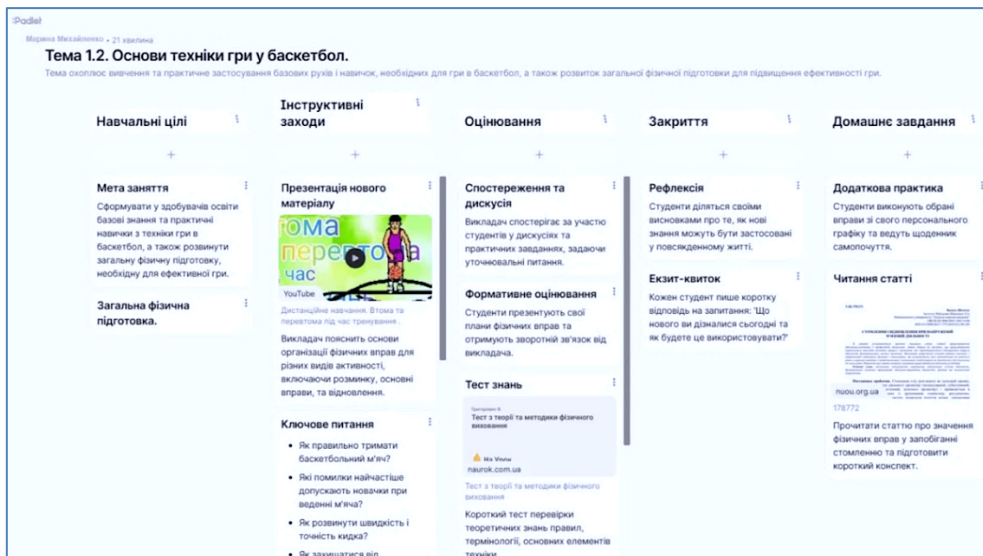 :Padlet
Марина Михайленко • 21 хвилина
Тема 1.2. Основи техніки гри у баскетбол.
Тема охоплює вивчення та практичне застосування базових рухів і навичок, необхідних для гри в баскетбол, а також розвиток загальної фізичної підготовки для підвищення ефективності гри.
Навчальні цілі
Мета заняття
Сформувати у здобувачів освіти
базові знання та практичні
навички з техніки гри в
баскетбол, а також розвинути
загальну фізичну підготовку,
необхідну для ефективної гри.
Загальна фізична
підготовка.
Інструктивні
заходи
Презентація нового
матеріалу
тома
перевтома
час
YouTube
Дистанційне навчання. Втома та
перевтома під час тренування .
Викладач пояснить основи
організації фізичних вправ для
різних видів активності,
включаючи розминку, основні
вправи, та відновлення.
Ключове питання
• Як правильно тримати
баскетбольний м'яч?
• Які помилки найчастіше
допускають новачки при
веденні м'яча?
• Як розвинути швидкість і
точність кидка?
• Як захищатися від
Оцінювання
Спостереження та
дискусія
Викладач спостерігає за участю
студентів у дискусіях та
практичних завданнях, задаючи
уточнювальні питання.
Формативне оцінювання
Студенти презентують свої
плани фізичних вправ та
отримують зворотній зв'язок від
викладача.
Тест знань
Тест з теорії та методики фізичного
виховання
На Урок
naurok.com.ua
Тест з теорії та методики фізичного
виховання
Короткий тест перевірки
теоретичних знань правил,
термінології, основних елементів
техніки
Закриття
Рефлексія
Студенти діляться своїми
висновками про те, як нові
знання можуть бути застосовані
у повсякденному житті.
Екзит-квиток
Кожен студент пише коротку
відповідь на запитання: 'Що
нового ви дізналися сьогодні та
як будете це використовувати?'
Домашнє завдання
Додаткова практика
Студенти виконують обрані
вправи зі свого персонального
графіку та ведуть щоденник
самопочуття.
Читання статті
nuou.org.ua
178772
Прочитати статтю про значення
фізичних вправ у запобіганні
стомленню та підготовити
короткий конспект.